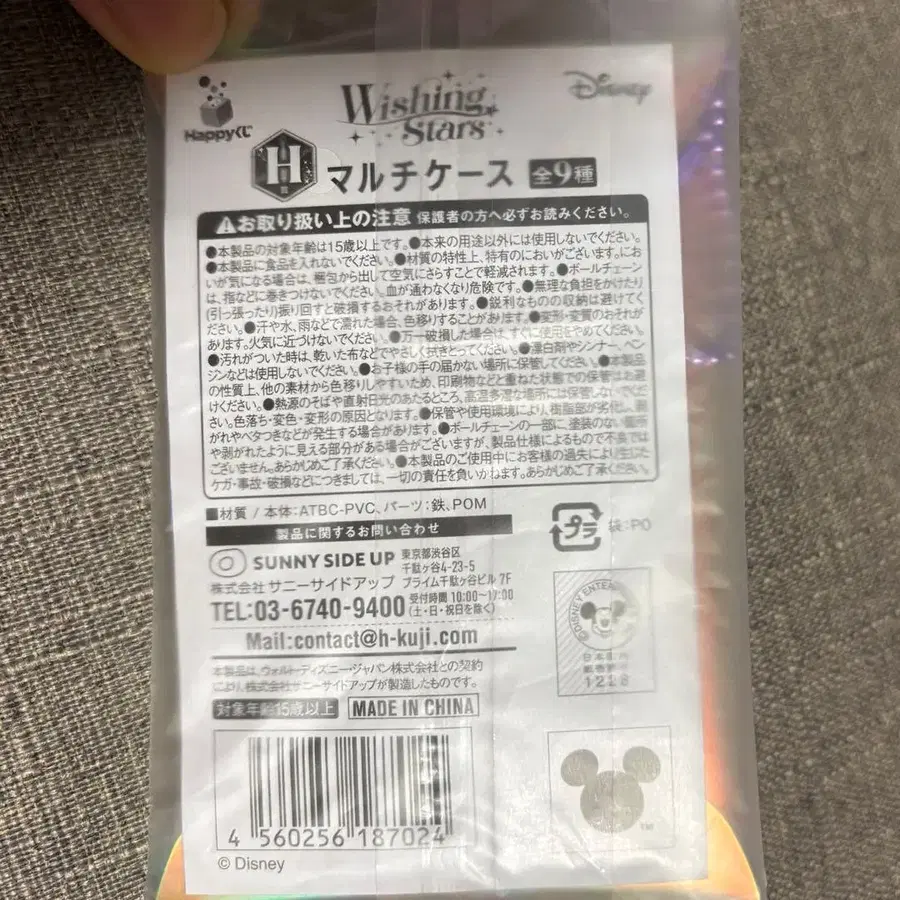 Happyくじ
Wishing Stars
Disney
H賞
マルチケース 全9種
お取り扱い上の注意 保護者の方へ必ずお読みください。
●本製品の対象年齢は15歳以上です。●本来の用途以外には使用しないでください。
●本製品に食品を入れないでください。●材質の特性上、特有のにおいがございます。にお
いが気になる場合は、梱包から出して空気にさらすことで軽減されます。●ボールチェーン
は、指などに巻きつけないでください。血が通わなくなり危険です。●無理な負担をかけたり
(引っ張ったり)振り回すと破損するおそれがあります。●鋭利なものの収納は避けてく
ださい。●汗や水、雨などで濡れた場合、色移りすることがあります。●変形・変質のおそれが
あります。火気に近づけないでください。●万一破損した場合は、すぐに使用をやめてください。
●汚れがついた時は、乾いた布などでやさしく拭きとってください。●漂白剤やシンナー、ベン
ジンなどは使用しないでください。●お子様の手の届かない場所に保管してください。●本製品
の性質上、他の素材から色移りしやすいため、印刷物などと重ねた状態での保管はお避
けください。●熱源のそばや直射日光のあたるところ、高温多湿な場所には保管しないでくだ
さい。色落ち・変色・変形の原因となります。●保管や使用環境により、樹脂部が劣化し、剥
がれやベタつきなどが発生する場合があります。●ボールチェーンの一部に塗装のない箇所
や剥がれたように見える部分がある場合がございますが、製品仕様によるもので不良では
ございません。あらかじめご了承ください。●本製品のご使用中にお客様の過失により生じた
ケガ・事故・破損などにつきましては、一切の責任を負いかねます。あらかじめご了承ください。
■材質 / 本体:ATBC-PVC、パーツ:鉄、POM
製品に関するお問い合わせ
SUNNY SIDE UP
株式会社 サニーサイドアップ
東京都渋谷区
千駄ヶ谷4-23-5
プライム千駄ヶ谷ビル 7F
TEL:03-6740-9400
受付時間 10:00～17:00
(土・日・祝日を除く)
Mail:contact@h-kuji.com
本製品は、ウォルト・ディズニー・ジャパン株式会社との契約
により、株式会社サニーサイドアップが製造したものです。
対象年齢15歳以上 MADE IN CHINA
プラ 袋:PO
©DISNEY ENTERPRISES
1228
TM
4 560256 187024
© Disney